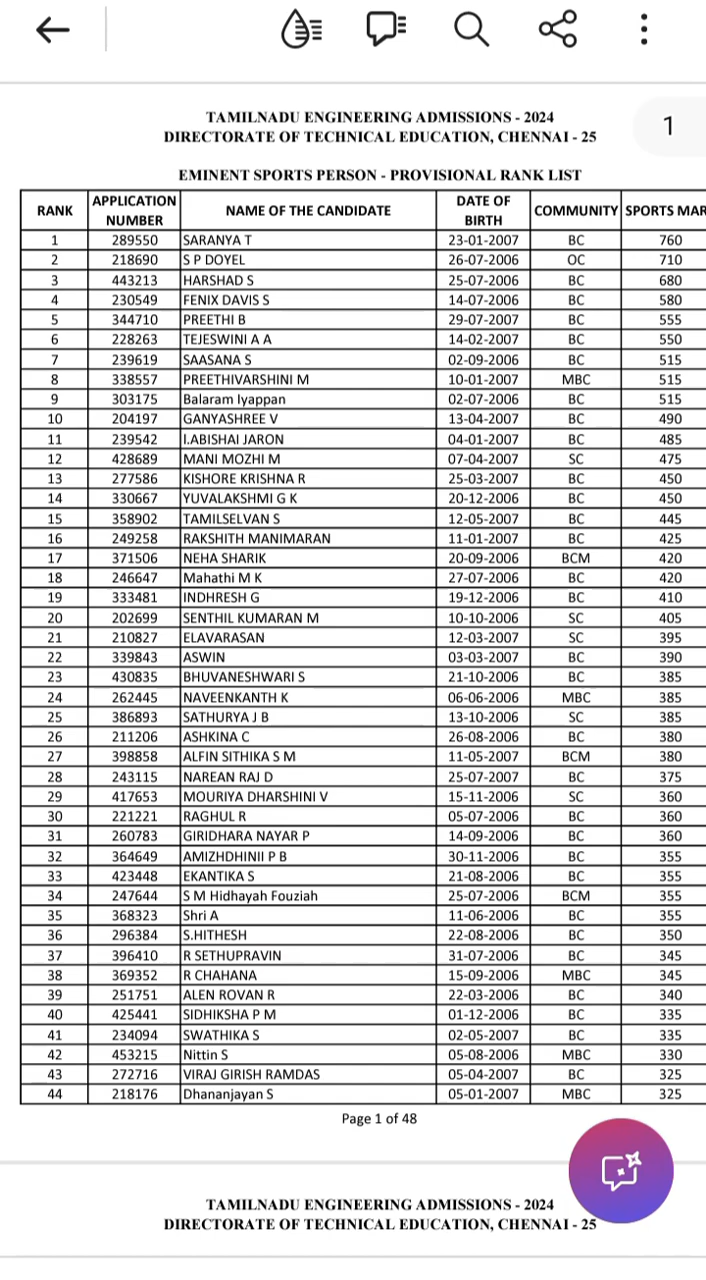 1
TAMILNADU ENGINEERING ADMISSIONS - 2024
DIRECTORATE OF TECHNICAL EDUCATION, CHENNAI - 25
EMINENT SPORTS PERSON - PROVISIONAL RANK LIST
RANK APPLICATION NUMBER NAME OF THE CANDIDATE DATE OF BIRTH COMMUNITY SPORTS MAR
1 289550 SARANYA T 23-01-2007 BC 760
2 218690 S P DOYEL 26-07-2006 OC 710
3 443213 HARSHAD S 25-07-2006 BC 680
4 230549 FENIX DAVIS S 14-07-2006 BC 580
5 344710 PREETHI B 29-07-2007 BC 555
6 228263 TEJESWINI A A 14-02-2007 BC 550
7 239619 SAASANA S 02-09-2006 BC 515
8 338557 PREETHIVARSHINI M 10-01-2007 MBC 515
9 303175 Balaram Iyappan 02-07-2006 BC 515
10 204197 GANYASHREE V 13-04-2007 BC 490
11 239542 I.ABISHAI JARON 04-01-2007 BC 485
12 428689 MANI MOZHI M 07-04-2007 SC 475
13 277586 KISHORE KRISHNA R 25-03-2007 BC 450
14 330667 YUVALAKSHMI G K 20-12-2006 BC 450
15 358902 TAMILSELVAN S 12-05-2007 BC 445
16 249258 RAKSHITH MANIMARAN 11-01-2007 BC 425
17 371506 NEHA SHARIK 20-09-2006 BCM 420
18 246647 Mahathi M K 27-07-2006 BC 420
19 333481 INDHRESH G 19-12-2006 BC 410
20 202699 SENTHIL KUMARAN M 10-10-2006 SC 405
21 210827 ELAVARASAN 12-03-2007 SC 395
22 339843 ASWIN 03-03-2007 BC 390
23 430835 BHUVANESHWARI S 21-10-2006 BC 385
24 262445 NAVEENKANTH K 06-06-2006 MBC 385
25 386893 SATHURYA J B 13-10-2006 SC 385
26 211206 ASHKINA C 26-08-2006 BC 380
27 398858 ALFIN SITHIKA S M 11-05-2007 BCM 380
28 243115 NAREAN RAJ D 25-07-2007 BC 375
29 417653 MOURIYA DHARSHINI V 15-11-2006 SC 360
30 221221 RAGHUL R 05-07-2006 BC 360
31 260783 GIRIDHARA NAYAR P 14-09-2006 BC 360
32 364649 AMIZHDHINII P B 30-11-2006 BC 355
33 423448 EKANTIKA S 21-08-2006 BC 355
34 247644 S M Hidhayah Fouziah 25-07-2006 BCM 355
35 368323 Shri A 11-06-2006 BC 355
36 296384 S.HITHESH 22-08-2006 BC 350
37 396410 R SETHUPRAVIN 31-07-2006 BC 345
38 369352 R CHAHANA 15-09-2006 MBC 345
39 251751 ALEN ROVAN R 22-03-2006 BC 340
40 425441 SIDHIKSHA P M 01-12-2006 BC 335
41 234094 SWATHIKA S 02-05-2007 BC 335
42 453215 Nittin S 05-08-2006 MBC 330
43 272716 VIRAJ GIRISH RAMDAS 05-04-2007 BC 325
44 218176 Dhananjayan S 05-01-2007 MBC 325
Page 1 of 48
TAMILNADU ENGINEERING ADMISSIONS - 2024
DIRECTORATE OF TECHNICAL EDUCATION, CHENNAI - 25